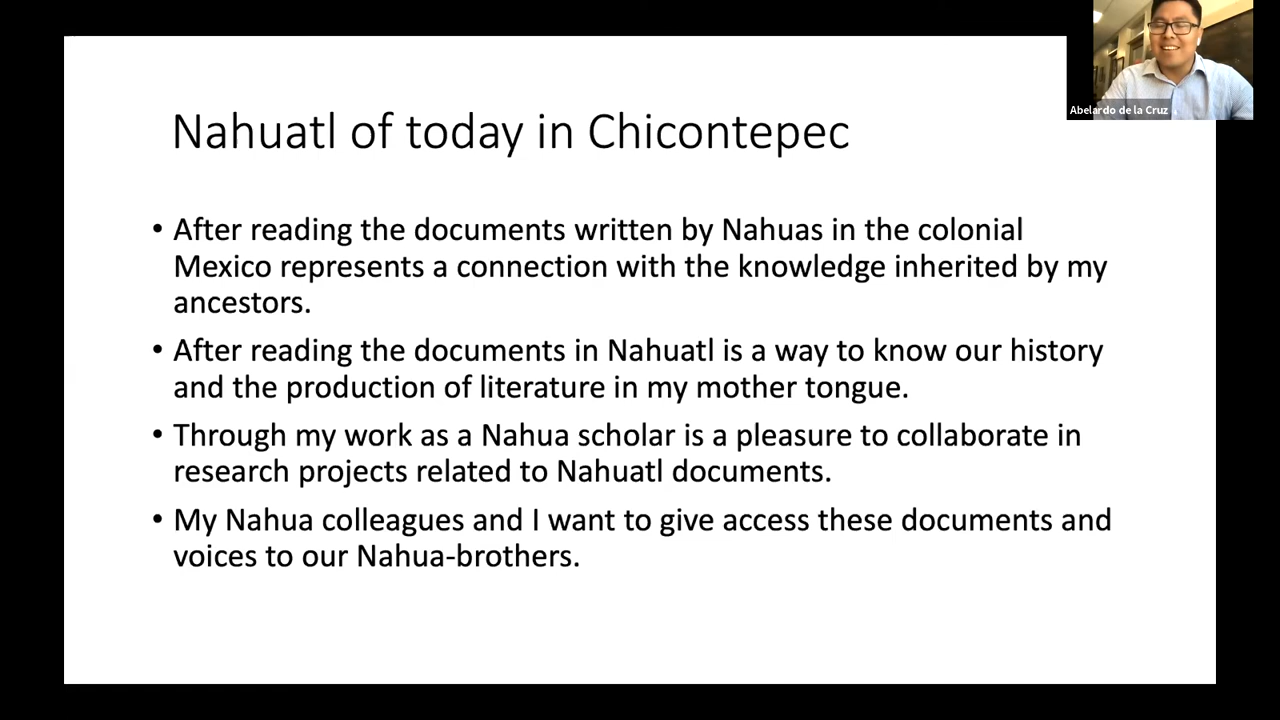 Nahuatl of today in Chicontepec
Abelardo de la Cruz
• After reading the documents written by Nahuas in the colonial
Mexico represents a connection with the knowledge inherited by my
ancestors.
• After reading the documents in Nahuatl is a way to know our history
and the production of literature in my mother tongue.
• Through my work as a Nahua scholar is a pleasure to collaborate in
research projects related to Nahuatl documents.
• My Nahua colleagues and I want to give access these documents and
voices to our Nahua-brothers.